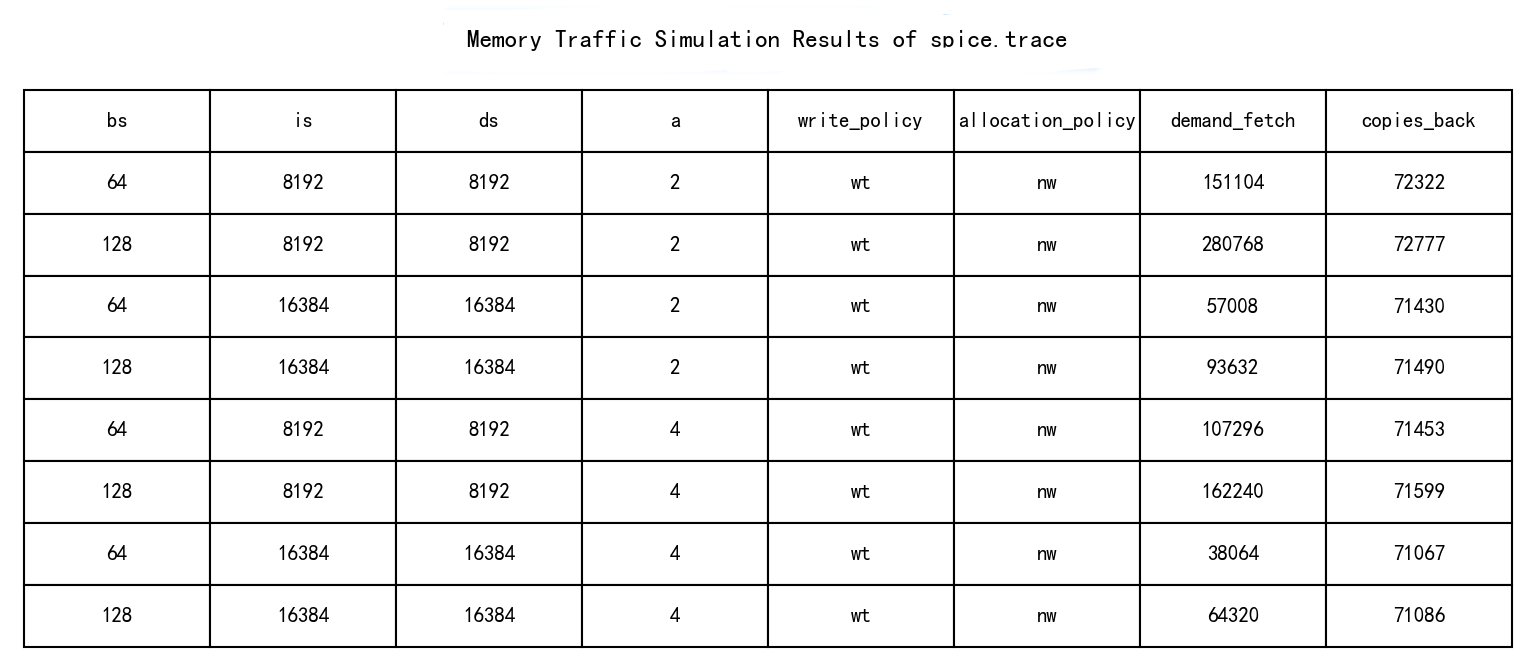 Memory Traffic Simulation Results of spice.trace
bs is ds a write_policy allocation_policy demand_fetch copies_back
64 8192 8192 2 wt nw 151104 72322
128 8192 8192 2 wt nw 280768 72777
64 16384 16384 2 wt nw 57008 71430
128 16384 16384 2 wt nw 93632 71490
64 8192 8192 4 wt nw 107296 71453
128 8192 8192 4 wt nw 162240 71599
64 16384 16384 4 wt nw 38064 71067
128 16384 16384 4 wt nw 64320 71086